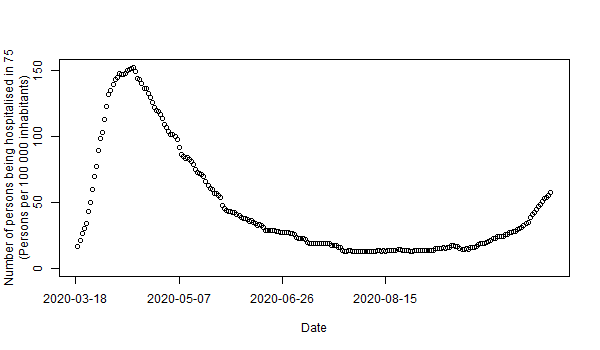 Number of persons being hospitalised in 75
(Persons per 100 000 inhabitants)
150
100
50
0
2020-03-18 2020-05-07 2020-06-26 2020-08-15
Date